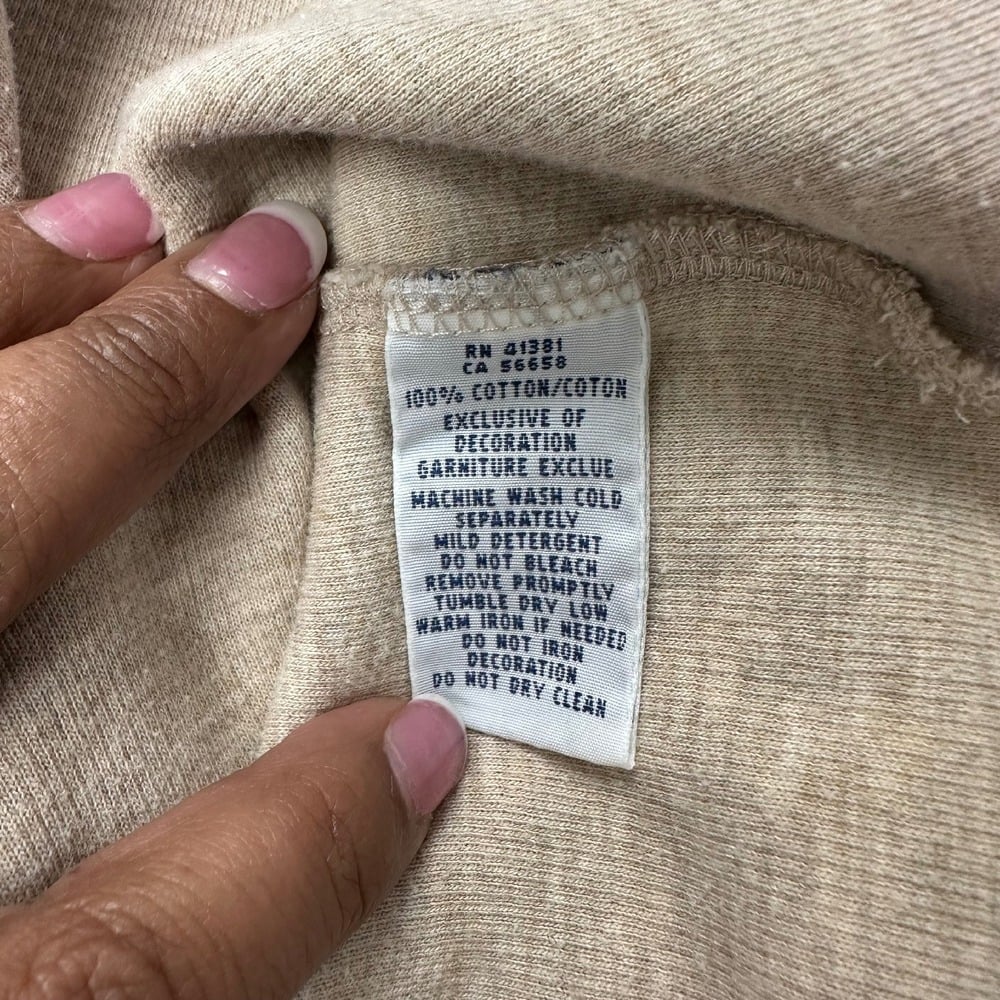 RN 41381
CA 56658
100% COTTON/COTON
EXCLUSIVE OF
DECORATION
GARNITURE EXCLUE
MACHINE WASH COLD
SEPARATELY
MILD DETERGENT
DO NOT BLEACH
REMOVE PROMPTLY
TUMBLE DRY LOW
WARM IRON IF NEEDED
DO NOT IRON
DECORATION
DO NOT DRY CLEAN